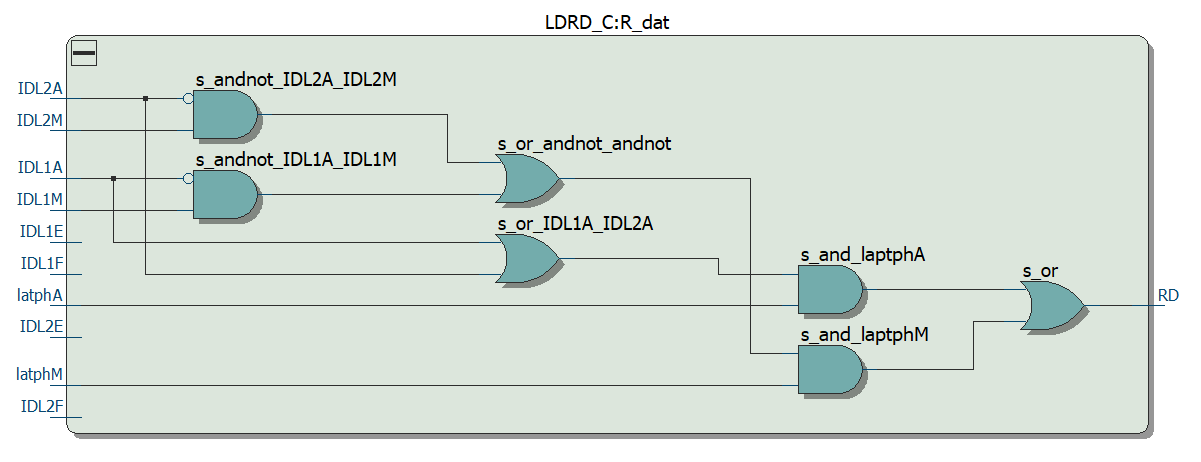 LDRD_C:R_dat
IDL2A
s_andnot_IDL2A_IDL2M
IDL2M
s_or_andnot_andnot
IDL1A
s_andnot_IDL1A_IDL1M
IDL1M
IDL1E
s_or_IDL1A_IDL2A
IDL1F
s_and_laptphA
s_or
latphA
RD
IDL2E
s_and_laptphM
latphM
IDL2F